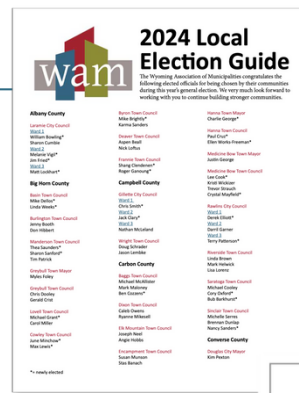 wam
2024 Local
Election Guide
The Wyoming Association of Municipalities congratulates the
following elected officials for being chosen by their communities
during this year's general election. We very much look forward to
working with you to continue building stronger communities.
Albany County
Laramie City Council
Ward 1
William Bowling*
Sharon Cumbie
Ward 2
Melanie Vigil*
Jim Fried*
Ward 3
Matt Lockhart*
Big Horn County
Basin Town Council
Mike Dellos*
Linda Weeks*
Burlington Town Council
Jenny Booth
Don Hibbert
Manderson Town Council
Thea Saunders*
Sharon Sanford*
Tim Patrick
Greybull Town Mayor
Myles Foley
Greybull Town Council
Chris Dooley
Gerald Crist
Lovell Town Council
Michael Grant*
Carol Miller
Cowley Town Council
June Minchow*
Max Lewis*
*= newly elected
Byron Town Council
Mike Brightly*
Karma Sanders
Deaver Town Council
Aspen Beall
Nick Loftus
Frannie Town Council
Shang Clendenen*
Roger Gansvung*
Campbell County
Gillette City Council
Ward 1
Chris Smith*
Ward 2
Jack Clary*
Ward 3
Nathan McLeland
Wright Town Council
Doug Schrader
Jason Lembke
Carbon County
Baggs Town Council
Michael McAllister
Mark Maloney
Ben Cozzens*
Dixon Town Council
Caleb Owens
Ryanne Mikesell
Elk Mountain Town Council
Joseph Neel
Angie Hobbs
Encampment Town Council
Susan Munson
Stan Banach
Hanna Town Mayor
Charlie George*
Hanna Town Council
Paul Cruz*
Ellen Works-Freeman*
Medicine Bow Town Mayor
Justin George
Medicine Bow Town Council
Lee Cook*
Kristi Wickizer
Trevor Strauch
Crystal Mayfield*
Rawlins City Council
Ward 1
Derek Elliott*
Ward 2
Darril Garner
Ward 3
Terry Patterson*
Riverside Town Council
Linda Brown
Mark Helwick
Lisa Lorenz
Saratoga Town Council
Michael Cooley
Cory Oxford*
Bub Barkhurst*
Sinclair Town Council
Michelle Serres
Brennan Dunlap
Nancy Sanders*
Converse County
Douglas City Mayor
Kim Pexton